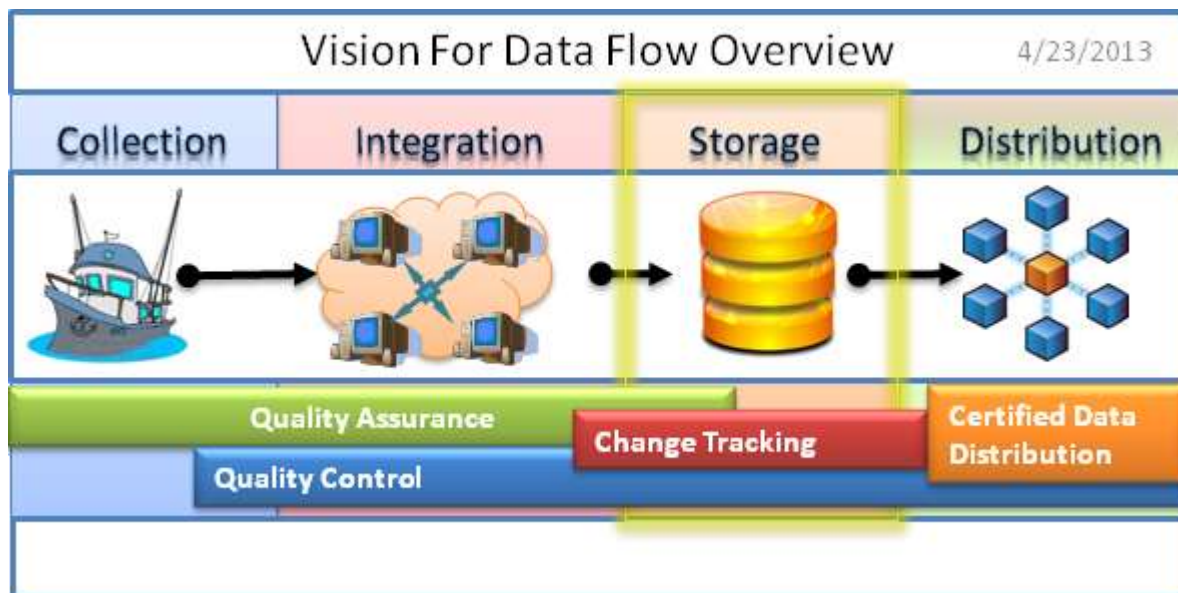 Vision For Data Flow Overview
4/23/2013
Collection
Integration
Storage
Distribution
Quality Assurance
Change Tracking
Certified Data
Distribution
Quality Control